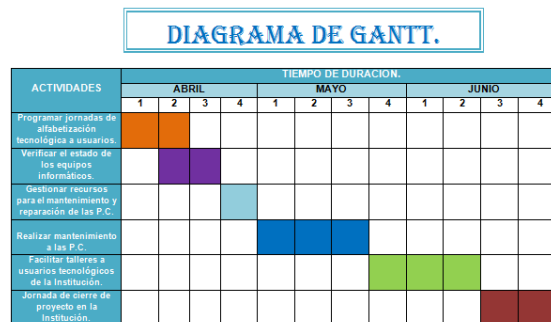 DIAGRAMA DE GANTT.
ACTIVIDADES
TIEMPO DE DURACION.
ABRIL MAYO JUNIO
1 2 3 4 1 2 3 4 1 2 3 4
Programar jornadas de
alfabetización
tecnológica a usuarios.
Verificar el estado de
los equipos
informáticos.
Gestionar recursos
para el mantenimiento y
reparación de las P.C.
Realizar mantenimiento
a las P.C.
Facilitar talleres a
usuarios tecnológicos
de la Institución.
Jornada de cierre de
proyecto en la
Institución.